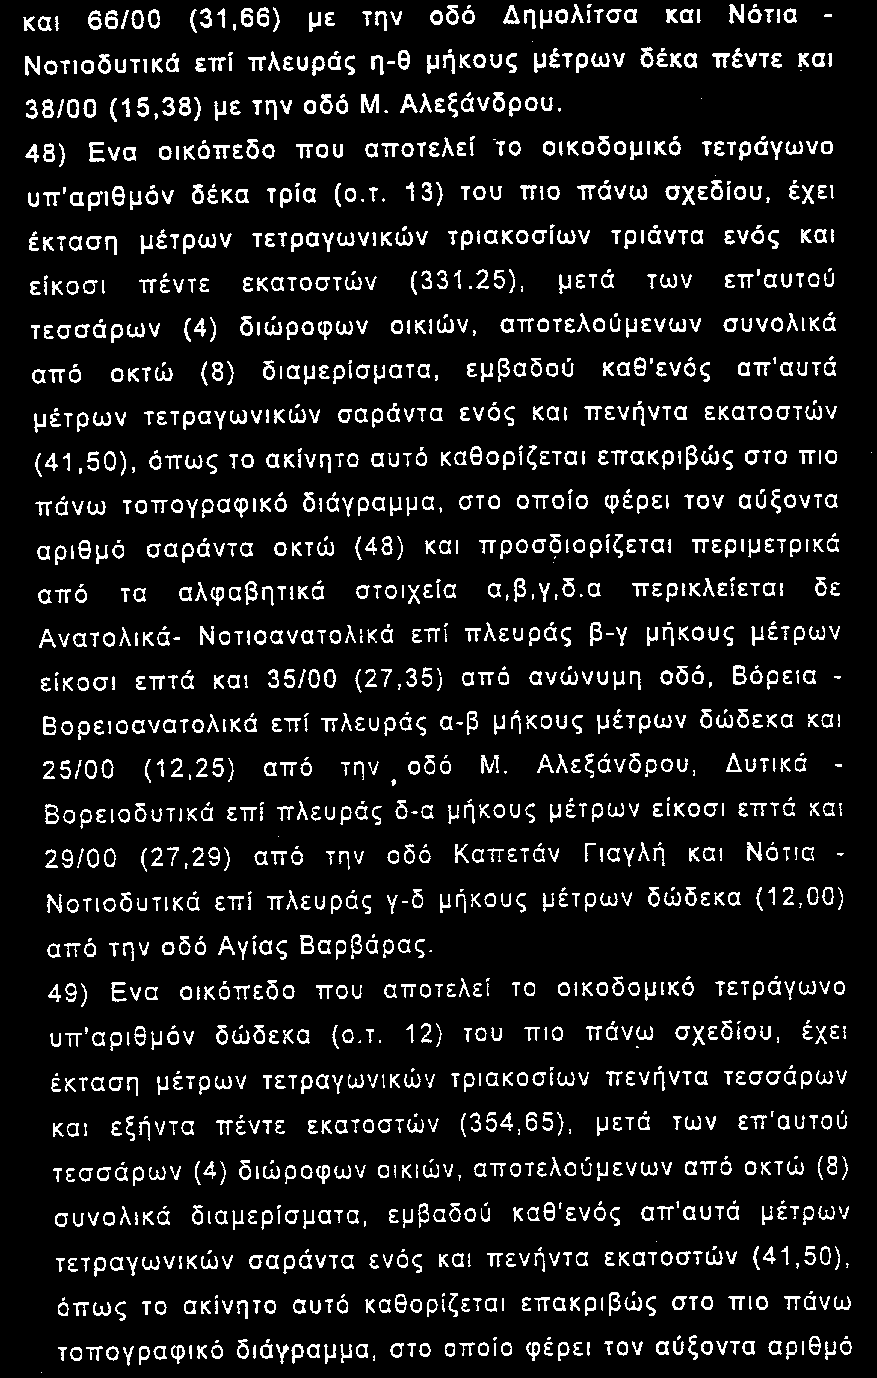 και 66/00 (31,66) με την οδό Δημολίτσα και Νότια -
Νοτιοδυτικά επί πλευράς η-θ μήκους μέτρων δέκα πέντε και
38/00 (15,38) με την οδό Μ. Αλεξάνδρου.
48) Ενα οικόπεδο που αποτελεί το οικοδομικό τετράγωνο
υπ'αριθμόν δέκα τρία (ο.τ. 13) του πιο πάνω σχεδίου, έχει
έκταση μέτρων τετραγωνικών τριακοσίων τριάντα ενός και
είκοσι πέντε εκατοστών (331.25), μετά των επ'αυτού
τεσσάρων (4) διώροφων οικιών, αποτελούμενων συνολικά
από οκτώ (8) διαμερίσματα, εμβαδού καθ'ενός απ'αυτά
μέτρων τετραγωνικών σαράντα ενός και πενήντα εκατοστών
(41,50), όπως το ακίνητο αυτό καθορίζεται επακριβώς στο πιο
πάνω τοπογραφικό διάγραμμα, στο οποίο φέρει τον αύξοντα
αριθμό σαράντα οκτώ (48) και προσδιορίζεται περιμετρικά
από τα αλφαβητικά στοιχεία α,β,γ,δ.α περικλείεται δε
Ανατολικά- Νοτιοανατολικά επί πλευράς β-γ μήκους μέτρων
είκοσι επτά και 35/00 (27,35) από ανώνυμη οδό, Βόρεια -
Βορειοανατολικά επί πλευράς α-β μήκους μέτρων δώδεκα και
25/00 (12,25) από την οδό Μ. Αλεξάνδρου, Δυτικά -
Βορειοδυτικά επί πλευράς δ-α μήκους μέτρων είκοσι επτά και
29/00 (27,29) από την οδό Καπετάν Γιαγλή και Νότια -
Νοτιοδυτικά επί πλευράς γ-δ μήκους μέτρων δώδεκα (12,00)
από την οδό Αγίας Βαρβάρας.
49) Ενα οικόπεδο που αποτελεί το οικοδομικό τετράγωνο
υπ'αριθμόν δώδεκα (ο.τ. 12) του πιο πάνω σχεδίου, έχει
έκταση μέτρων τετραγωνικών τριακοσίων πενήντα τεσσάρων
και εξήντα πέντε εκατοστών (354,65), μετά των επ'αυτού
τεσσάρων (4) διώροφων οικιών, αποτελούμενων από οκτώ (8)
συνολικά διαμερίσματα, εμβαδού καθ'ενός απ'αυτά μέτρων
τετραγωνικών σαράντα ενός και πενήντα εκατοστών (41,50),
όπως το ακίνητο αυτό καθορίζεται επακριβώς στο πιο πάνω
τοπογραφικό διάγραμμα, στο οποίο φέρει τον αύξοντα αριθμό